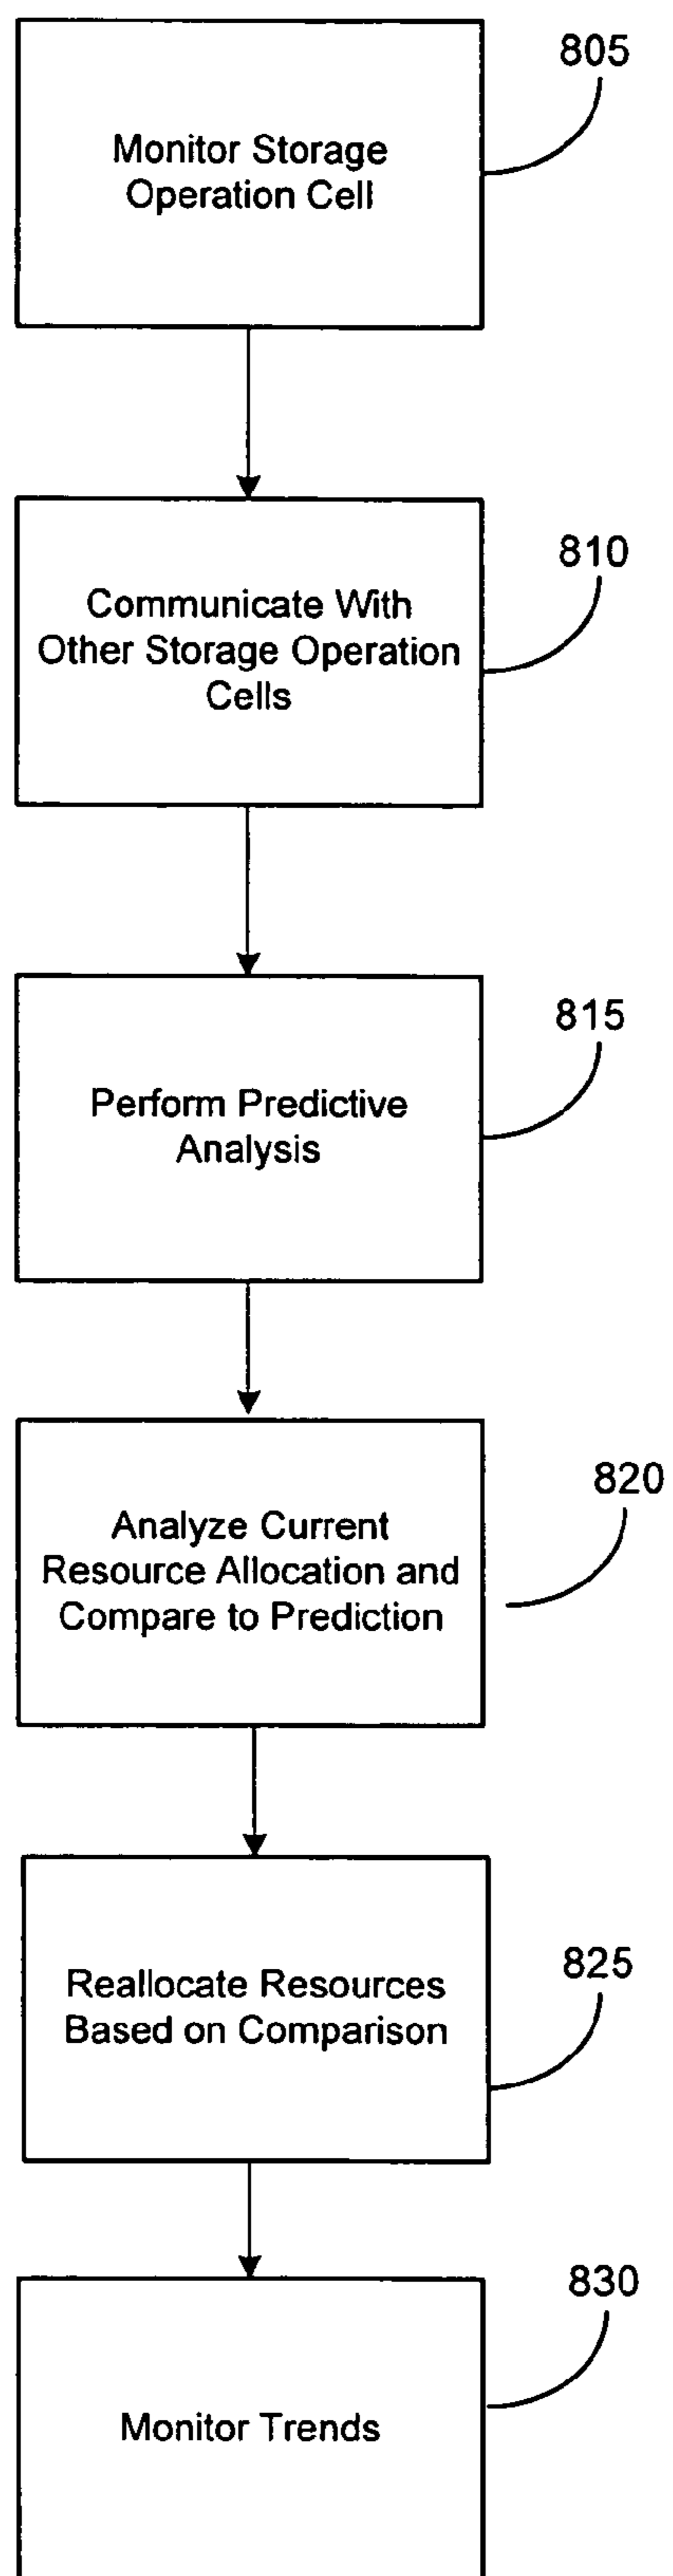 805
Monitor Storage
Operation Cell
810
Communicate With
Other Storage Operation
Cells
815
Perform Predictive
Analysis
820
Analyze Current
Resource Allocation and
Compare to Prediction
825
Reallocate Resources
Based on Comparison
830
Monitor Trends